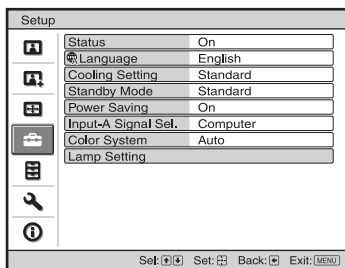 Setup
Status On
Language English
Cooling Setting Standard
Standby Mode Standard
Power Saving On
Input-A Signal Sel. Computer
Color System Auto
Lamp Setting
Sel: Set: Back: Exit: MENU